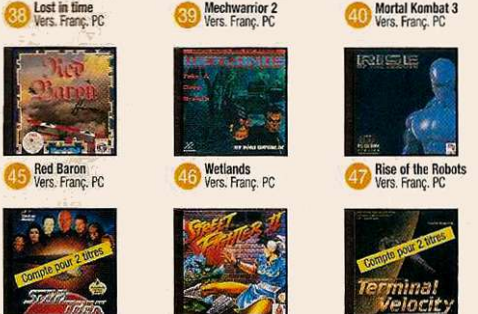 38 Lost in time
Vers. Franç. PC
39 Mechwarrior 2
Vers. Franç. PC
40 Mortal Kombat 3
Vers. Franç. PC
Red
Baron
RISE
45 Red Baron
Vers. Franç. PC
46 Wetlands
Vers. Franç. PC
47 Rise of the Robots
Vers. Franç. PC
Compte pour 2 titres
STAR TREK
STREET
FIGHTER II
Compte pour 2 titres
Terminal
Velocity